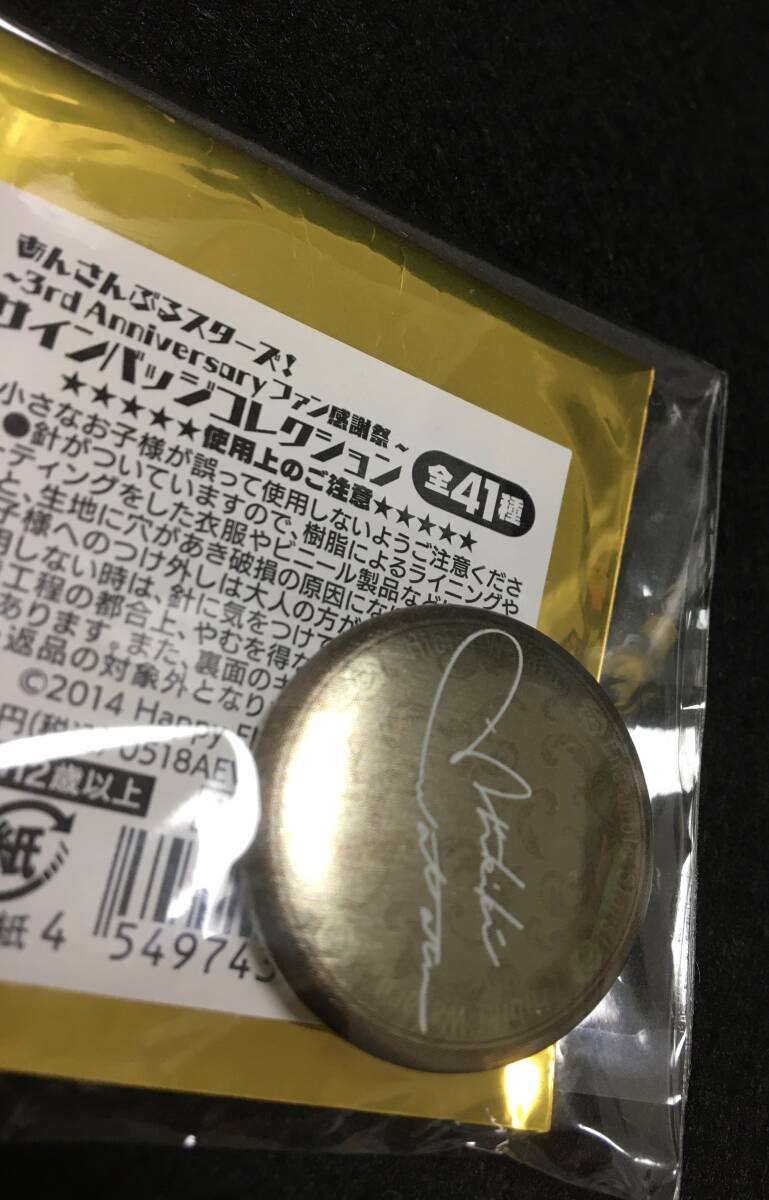 あんさんぶるスターズ!
~3rd Anniversaryファン感謝祭~
サインバッジコレクション
全41種
★★★★★使用上のご注意★★★★★
小さなお子様が誤って使用しないようご注意くださ
●針がついていますので、樹脂によるライニングや
ーティングをした衣服やビニール製品など
と、生地に穴があき破損の原因にな
子様へのつけ外しは大人の方が
用しない時は、針に気をつけて
工程の都合上、やむを得
あります。また、裏面の
返品の対象外となり
©2014 Happy El
円(税込) 0518AE
12歳以上
紙
紙 4
549743
Hibiki
Wataru